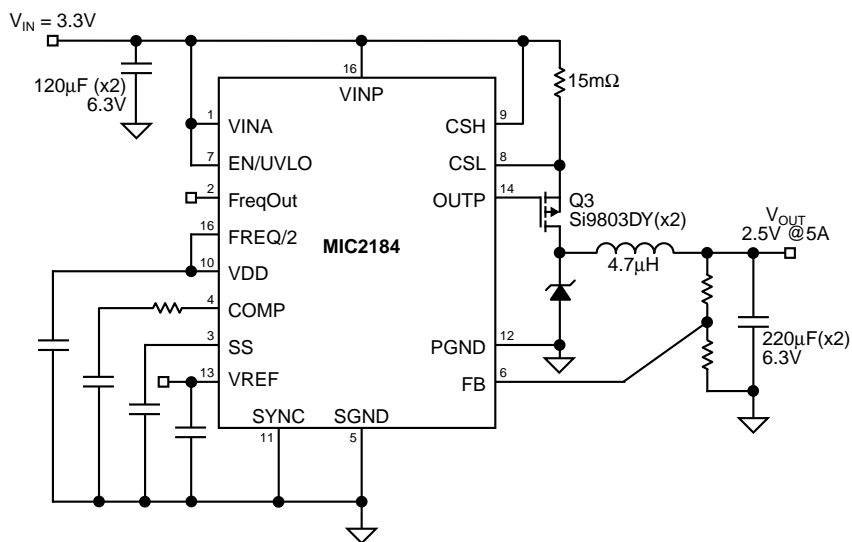 VIN = 3.3V
120µF (x2)
6.3V
16
VINP
15mΩ
1
VINA
CSH
9
7
EN/UVLO
CSL
8
2
FreqOut
OUTP
14
Q3
Si9803DY(x2)
16
FREQ/2
MIC2184
VOUT
2.5V @5A
10
VDD
4.7µH
4
COMP
3
SS
PGND
12
220µF(x2)
6.3V
13
VREF
FB
6
SYNC
SGND
11
5